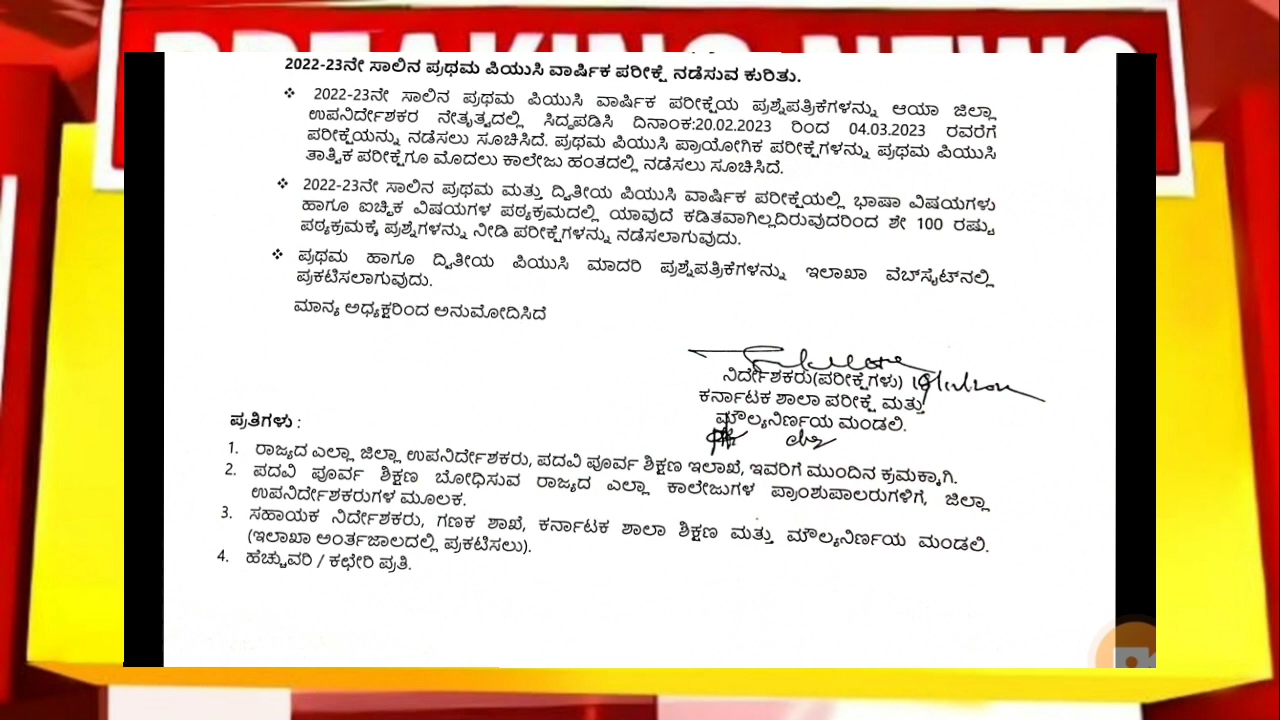 BREAKING NEWS
2022-23ನೇ ಸಾಲಿನ ಪ್ರಥಮ ಪಿಯುಸಿ ವಾರ್ಷಿಕ ಪರೀಕ್ಷೆ ನಡೆಸುವ ಕುರಿತು.
❖ 2022-23ನೇ ಸಾಲಿನ ಪ್ರಥಮ ಪಿಯುಸಿ ವಾರ್ಷಿಕ ಪರೀಕ್ಷೆಯ ಪ್ರಶ್ನೆಪತ್ರಿಕೆಗಳನ್ನು ಆಯಾ ಜಿಲ್ಲಾ
ಉಪನಿರ್ದೇಶಕರ ನೇತೃತ್ವದಲ್ಲಿ ಸಿದ್ಧಪಡಿಸಿ ದಿನಾಂಕ:20.02.2023 ರಿಂದ 04.03.2023 ರವರೆಗೆ
ಪರೀಕ್ಷೆಯನ್ನು ನಡೆಸಲು ಸೂಚಿಸಿದೆ. ಪ್ರಥಮ ಪಿಯುಸಿ ಪ್ರಾಯೋಗಿಕ ಪರೀಕ್ಷೆಗಳನ್ನು ಪ್ರಥಮ ಪಿಯುಸಿ
ತಾತ್ವಿಕ ಪರೀಕ್ಷೆಗೂ ಮೊದಲು ಕಾಲೇಜು ಹಂತದಲ್ಲಿ ನಡೆಸಲು ಸೂಚಿಸಿದೆ.
❖ 2022-23ನೇ ಸಾಲಿನ ಪ್ರಥಮ ಮತ್ತು ದ್ವಿತೀಯ ಪಿಯುಸಿ ವಾರ್ಷಿಕ ಪರೀಕ್ಷೆಯಲ್ಲಿ ಭಾಷಾ ವಿಷಯಗಳು
ಹಾಗೂ ಐಚ್ಛಿಕ ವಿಷಯಗಳ ಪಠ್ಯಕ್ರಮದಲ್ಲಿ ಯಾವುದೆ ಕಡಿತವಾಗಿಲ್ಲದಿರುವುದರಿಂದ ಶೇ 100 ರಷ್ಟು
ಪಠ್ಯಕ್ರಮಕ್ಕೆ ಪ್ರಶ್ನೆಗಳನ್ನು ನೀಡಿ ಪರೀಕ್ಷೆಗಳನ್ನು ನಡೆಸಲಾಗುವುದು.
❖ ಪ್ರಥಮ ಹಾಗೂ ದ್ವಿತೀಯ ಪಿಯುಸಿ ಮಾದರಿ ಪ್ರಶ್ನೆಪತ್ರಿಕೆಗಳನ್ನು ಇಲಾಖಾ ವೆಬ್‌ಸೈಟ್‌ನಲ್ಲಿ
ಪ್ರಕಟಿಸಲಾಗುವುದು.
ಮಾನ್ಯ ಅಧ್ಯಕ್ಷರಿಂದ ಅನುಮೋದಿಸಿದೆ
ನಿರ್ದೇಶಕರು(ಪರೀಕ್ಷೆಗಳು)
ಕರ್ನಾಟಕ ಶಾಲಾ ಪರೀಕ್ಷೆ ಮತ್ತು
ಮೌಲ್ಯನಿರ್ಣಯ ಮಂಡಲಿ.
ಪ್ರತಿಗಳು :
1. ರಾಜ್ಯದ ಎಲ್ಲಾ ಜಿಲ್ಲಾ ಉಪನಿರ್ದೇಶಕರು, ಪದವಿ ಪೂರ್ವ ಶಿಕ್ಷಣ ಇಲಾಖೆ, ಇವರಿಗೆ ಮುಂದಿನ ಕ್ರಮಕ್ಕಾಗಿ.
2. ಪದವಿ ಪೂರ್ವ ಶಿಕ್ಷಣ ಬೋಧಿಸುವ ರಾಜ್ಯದ ಎಲ್ಲಾ ಕಾಲೇಜುಗಳ ಪ್ರಾಂಶುಪಾಲರುಗಳಿಗೆ, ಜಿಲ್ಲಾ
ಉಪನಿರ್ದೇಶಕರುಗಳ ಮೂಲಕ.
3. ಸಹಾಯಕ ನಿರ್ದೇಶಕರು, ಗಣಕ ಶಾಖೆ, ಕರ್ನಾಟಕ ಶಾಲಾ ಶಿಕ್ಷಣ ಮತ್ತು ಮೌಲ್ಯನಿರ್ಣಯ ಮಂಡಲಿ.
(ಇಲಾಖಾ ಅಂರ್ತಜಾಲದಲ್ಲಿ ಪ್ರಕಟಿಸಲು).
4. ಹೆಚ್ಚುವರಿ / ಕಛೇರಿ ಪ್ರತಿ.